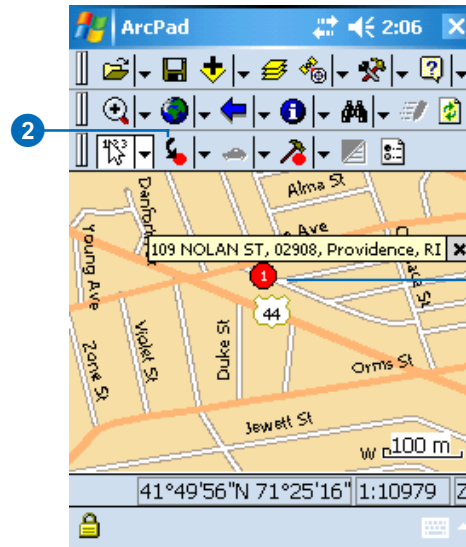 ArcPad 2:06
2
Alma St
Danforth
Ave
Young Ave
109 NOLAN ST, 02908, Providence, RI
1
44
Duke St
Violet St
Zone St
Orms St
Jewett St
W
100 m
41°49'56"N 71°25'16" 1:10979 Z